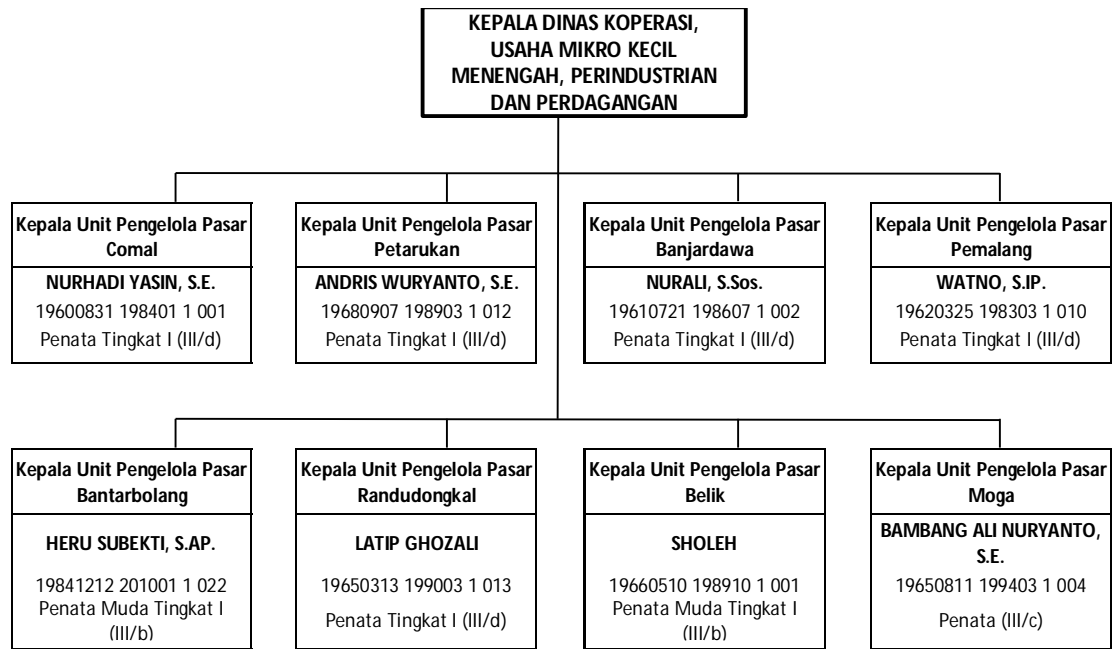 KEPALA DINAS KOPERASI,
USAHA MIKRO KECIL
MENENGAH, PERINDUSTRIAN
DAN PERDAGANGAN
Kepala Unit Pengelola Pasar
Comal
NURHADI YASIN, S.E.
19600831 198401 1 001
Penata Tingkat I (III/d)
Kepala Unit Pengelola Pasar
Petarukan
ANDRIS WURYANTO, S.E.
19680907 198903 1 012
Penata Tingkat I (III/d)
Kepala Unit Pengelola Pasar
Banjardawa
NURALI, S.Sos.
19610721 198607 1 002
Penata Tingkat I (III/d)
Kepala Unit Pengelola Pasar
Pemalang
WATNO, S.IP.
19620325 198303 1 010
Penata Tingkat I (III/d)
Kepala Unit Pengelola Pasar
Bantarbolang
HERU SUBEKTI, S.AP.
19841212 201001 1 022
Penata Muda Tingkat I
(III/b)
Kepala Unit Pengelola Pasar
Randudongkal
LATIP GHOZALI
19650313 199003 1 013
Penata Tingkat I (III/d)
Kepala Unit Pengelola Pasar
Belik
SHOLEH
19660510 198910 1 001
Penata Muda Tingkat I
(III/b)
Kepala Unit Pengelola Pasar
Moga
BAMBANG ALI NURYANTO,
S.E.
19650811 199403 1 004
Penata (III/c)